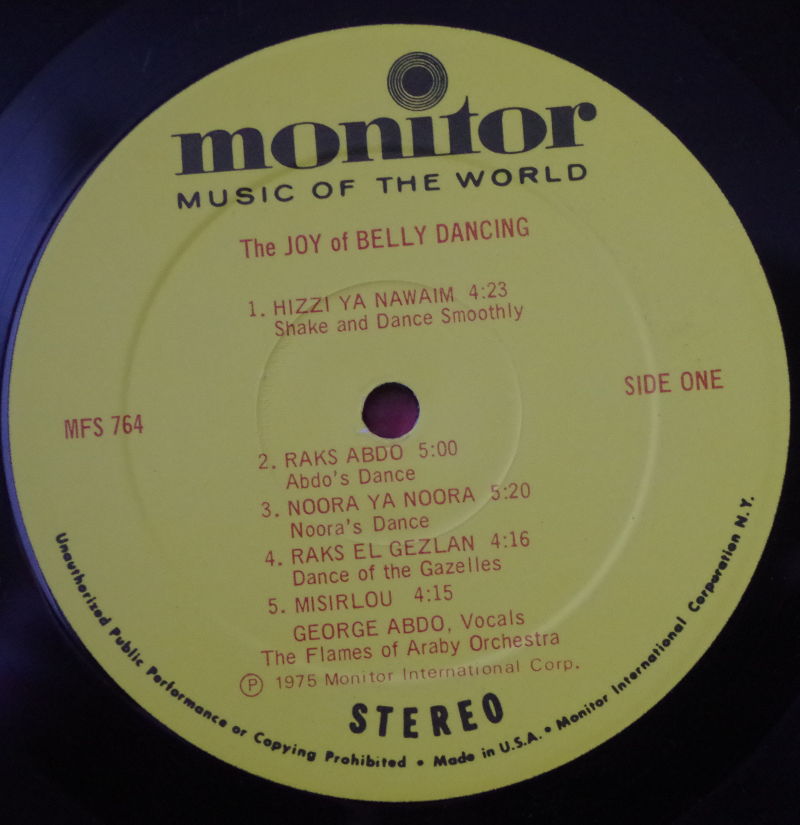 monitor
MUSIC OF THE WORLD
The JOY of BELLY DANCING
1. HIZZI YA NAWAIM 4:23
Shake and Dance Smoothly
SIDE ONE
MFS 764
2. RAKS ABDO 5:00
Abdo's Dance
3. NOORA YA NOORA 5:20
Noora's Dance
4. RAKS EL GEZLAN 4:16
Dance of the Gazelles
5. MISIRLOU 4:15
GEORGE ABDO, Vocals
The Flames of Araby Orchestra
Ⓟ 1975 Monitor International Corp.
STEREO
Unauthorized Public Performance or Copying Prohibited • Made in U.S.A. • Monitor International Corporation N.Y.